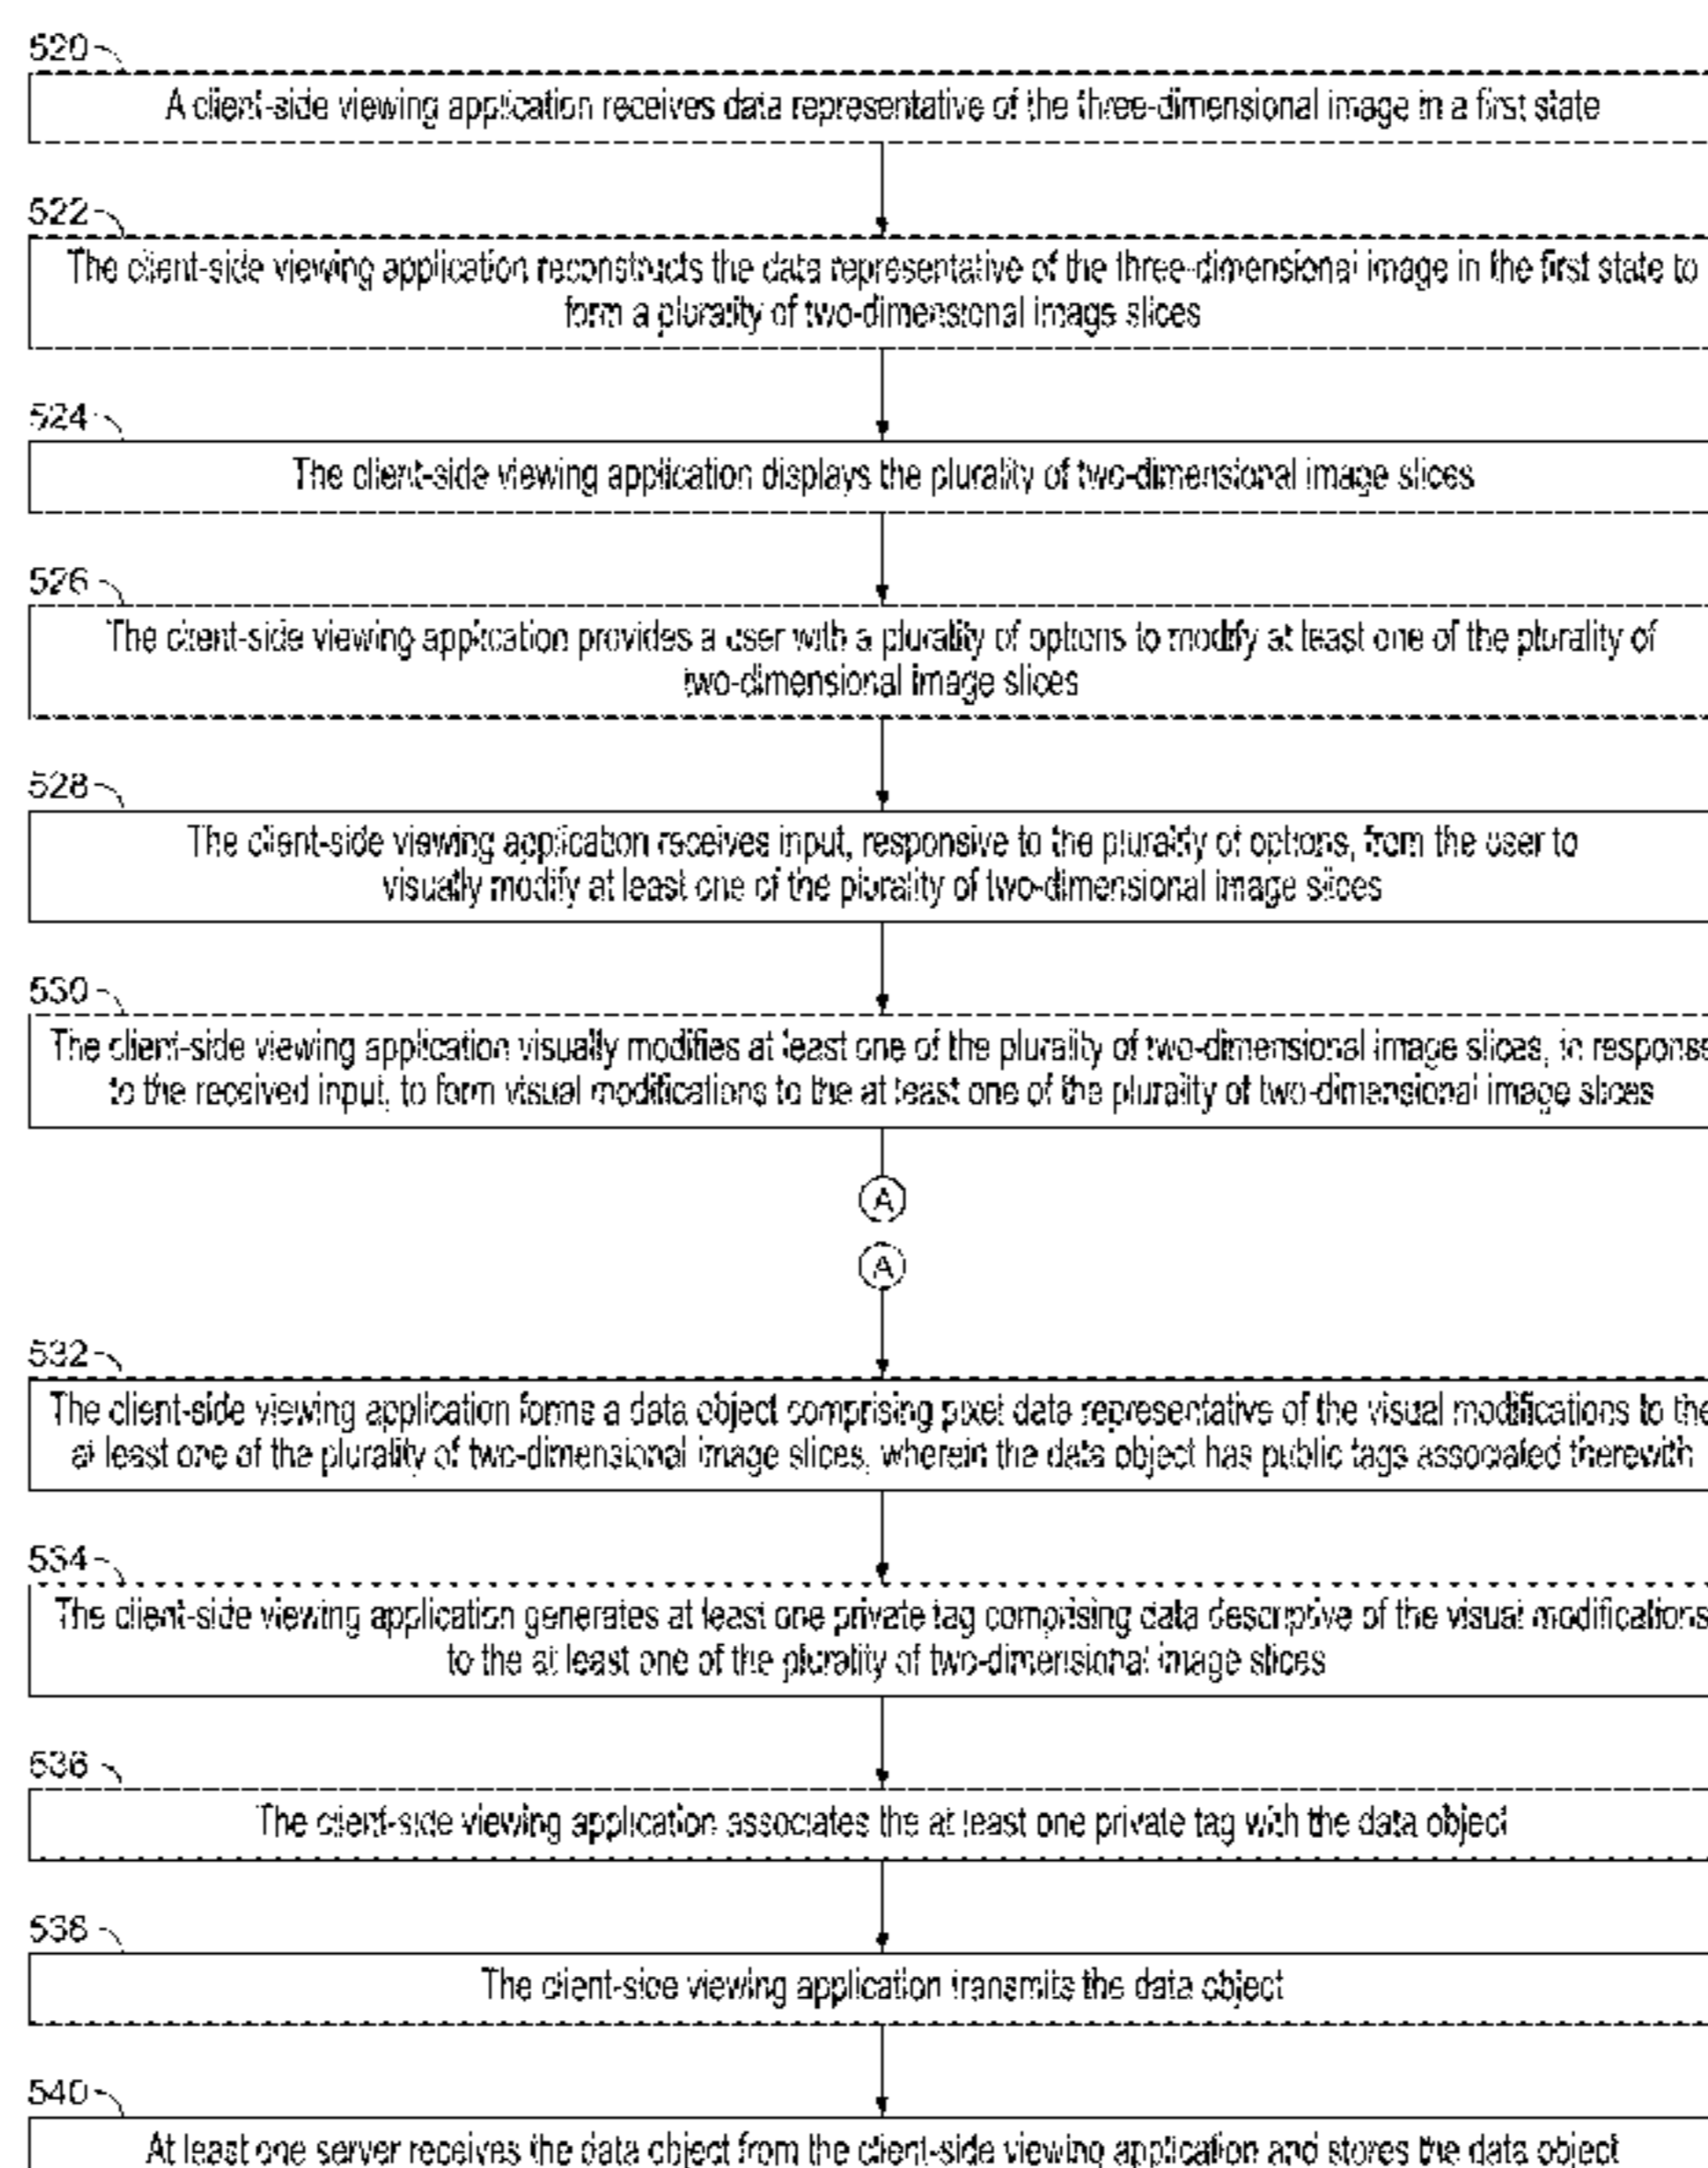 520
A client-side viewing application receives data representative of the three-dimensional image in a first state
522
The client-side viewing application reconstructs the data representative of the three-dimensional image in the first state to
form a plurality of two-dimensional image slices
524
The client-side viewing application displays the plurality of two-dimensional image slices
526
The client-side viewing application provides a user with a plurality of options to modify at least one of the plurality of
two-dimensional image slices
528
The client-side viewing application receives input, responsive to the plurality of options, from the user to
visually modify at least one of the plurality of two-dimensional image slices
530
The client-side viewing application visually modifies at least one of the plurality of two-dimensional image slices, in response
to the received input, to form visual modifications to the at least one of the plurality of two-dimensional image slices
A
A
532
The client-side viewing application forms a data object comprising pixel data representative of the visual modifications to the
at least one of the plurality of two-dimensional image slices, wherein the data object has public tags associated therewith
534
The client-side viewing application generates at least one private tag comprising data descriptive of the visual modifications
to the at least one of the plurality of two-dimensional image slices
536
The client-side viewing application associates the at least one private tag with the data object
538
The client-side viewing application transmits the data object
540
At least one server receives the data object from the client-side viewing application and stores the data object